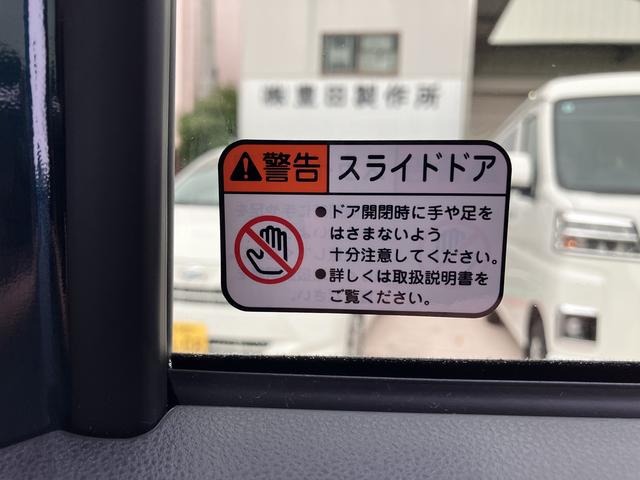 ㈱豊田製作所
警告 スライドドア
●ドア開閉時に手や足を
はさまないよう
十分注意してください。
●詳しくは取扱説明書を
ご覧ください。